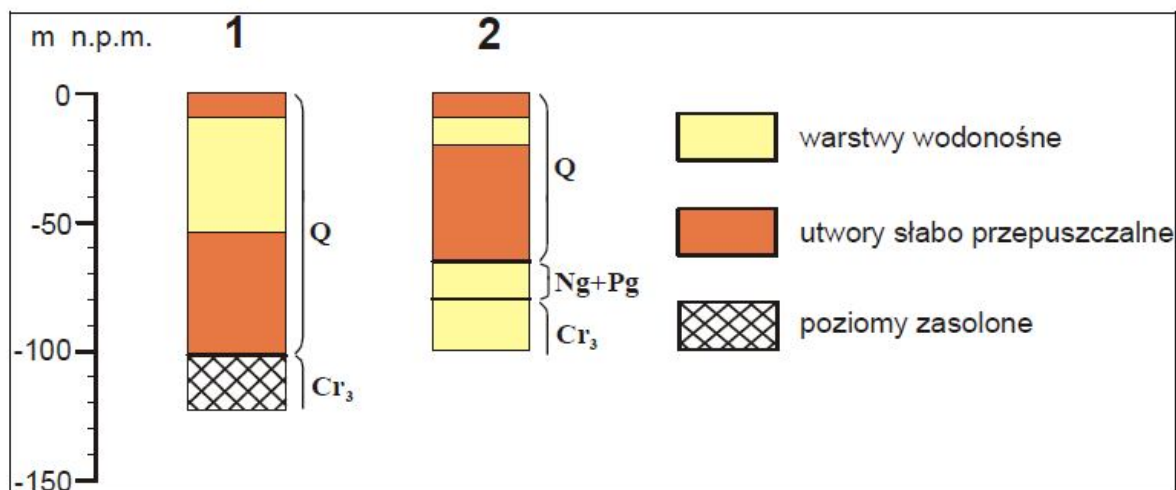 m n.p.m.
1
2
0
-50
-100
-150
Q
Cr₃
Q
Ng+Pg
Cr₃
warstwy wodonośne
utwory słabo przepuszczalne
poziomy zasolone